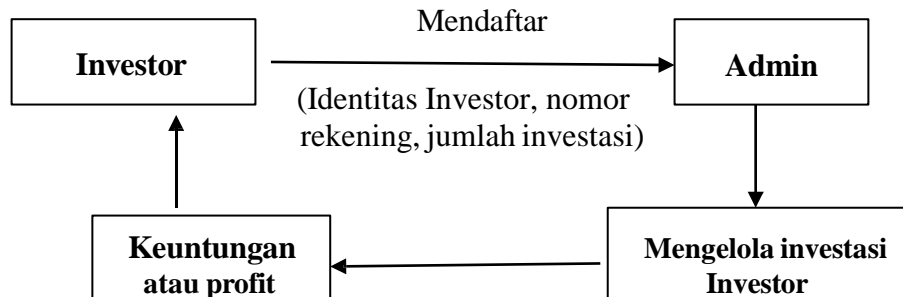 Mendaftar
Investor
Admin
(Identitas Investor, nomor
rekening, jumlah investasi)
Keuntungan
atau profit
Mengelola investasi
Investor